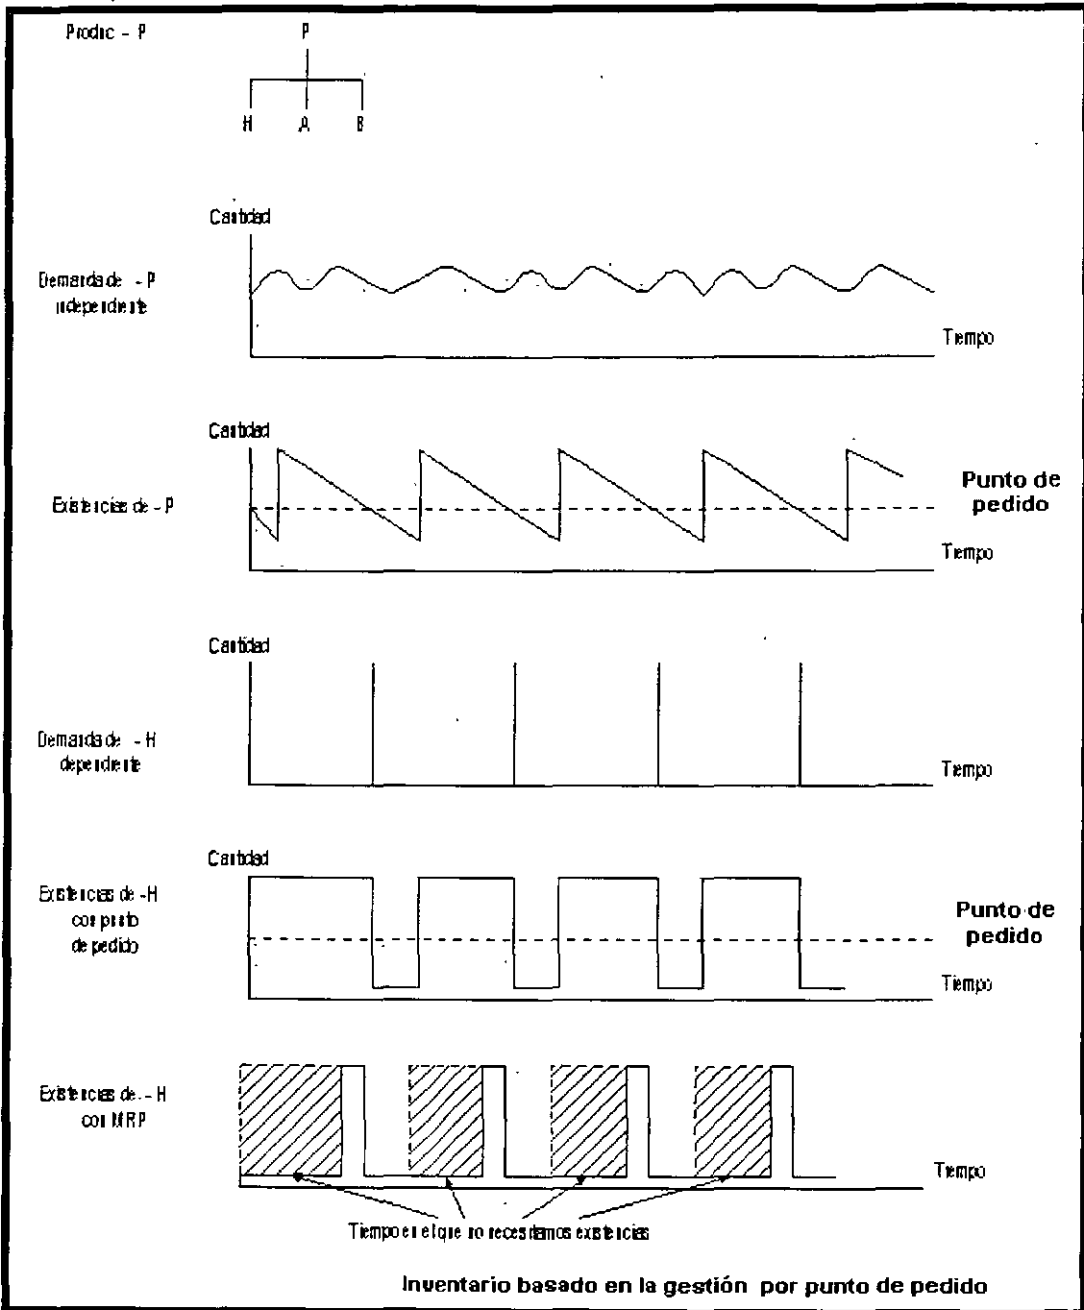 Produc - P
P
H A B
Cantidad
Demanda de - P
independiente
Tiempo
Cantidad
Existencias de - P
Punto de
pedido
Tiempo
Cantidad
Demanda de - H
dependiente
Tiempo
Cantidad
Existencias de - H
con punto
de pedido
Punto de
pedido
Tiempo
Existencias de - H
con MRP
Tiempo
Tiempo en el que no necesitamos existencias
Inventario basado en la gestión por punto de pedido